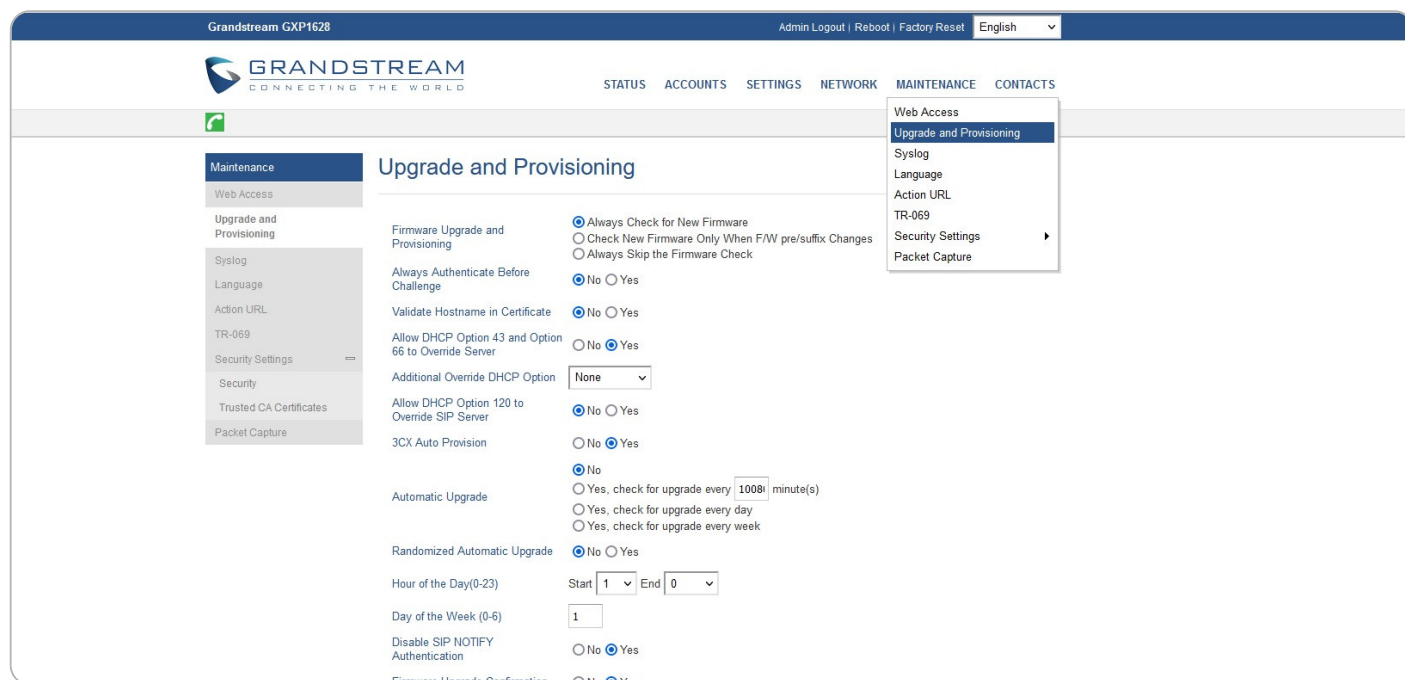 Grandstream GXP1628
Admin Logout | Reboot | Factory Reset English
GRANDSTREAM
CONNECTING THE WORLD
STATUS ACCOUNTS SETTINGS NETWORK MAINTENANCE CONTACTS
Web Access
Upgrade and Provisioning
Syslog
Language
Action URL
TR-069
Security Settings
Packet Capture
Maintenance
Web Access
Upgrade and
Provisioning
Syslog
Language
Action URL
TR-069
Security Settings
Security
Trusted CA Certificates
Packet Capture
Upgrade and Provisioning
Firmware Upgrade and
Provisioning
Always Check for New Firmware
Check New Firmware Only When F/W pre/suffix Changes
Always Skip the Firmware Check
Always Authenticate Before
Challenge
No Yes
Validate Hostname in Certificate No Yes
Allow DHCP Option 43 and Option
66 to Override Server
No Yes
Additional Override DHCP Option None
Allow DHCP Option 120 to
Override SIP Server
No Yes
3CX Auto Provision No Yes
Automatic Upgrade
No
Yes, check for upgrade every 1008 minute(s)
Yes, check for upgrade every day
Yes, check for upgrade every week
Randomized Automatic Upgrade No Yes
Hour of the Day(0-23) Start 1 End 0
Day of the Week (0-6) 1
Disable SIP NOTIFY
Authentication
No Yes